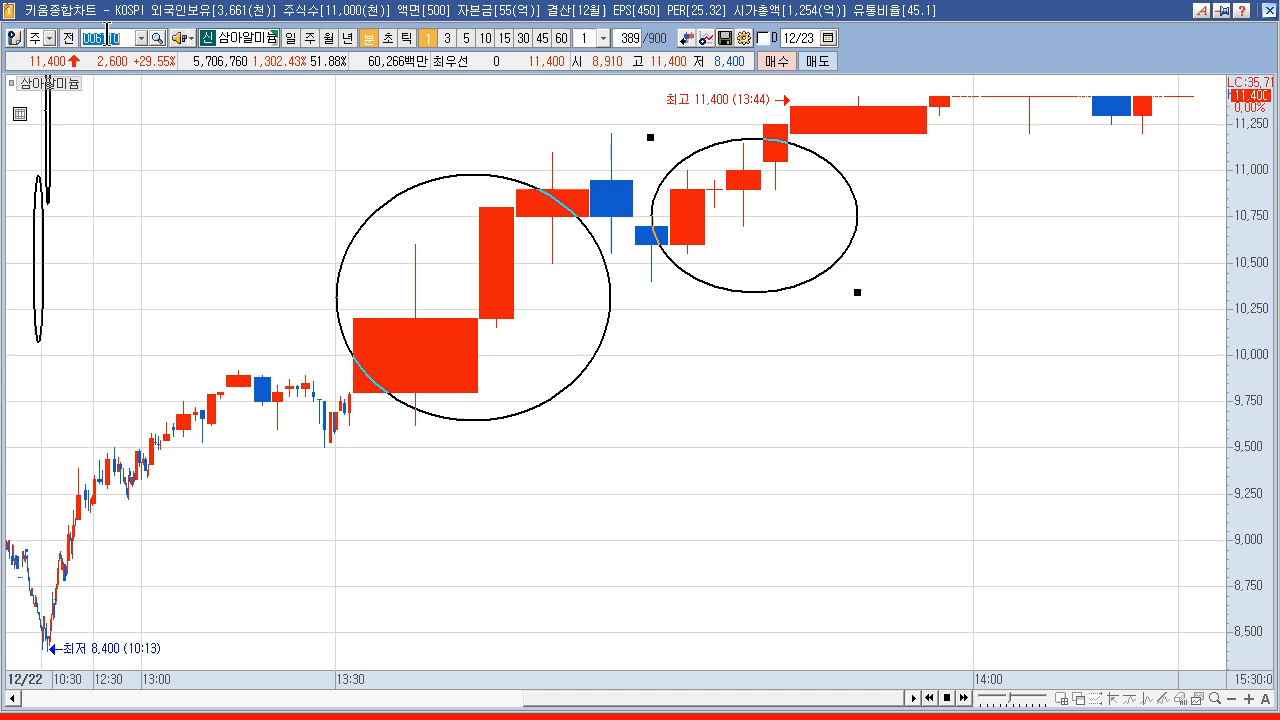 키움종합차트 - KOSPI 외국인보유[3,661(천)] 주식수[11,000(천)] 액면[500] 자본금[55(억)] 결산[12월] EPS[450] PER[25.32] 시가총액[1,254(억)] 유통비율[45.1]
주 전 신 삼아알미늄 일 주 월 년 분 초 틱 1 3 5 10 15 30 45 60 1 389 /900 D 12/23
11,400 2,600 +29.55% 5,706,760 1,302.43% 51.88% 60,266백만 최우선 0 11,400 시 8,910 고 11,400 저 8,400 매수 매도
삼아알미늄
LC:35,71
최고 11,400 (13:44)
11,400
0.00%
11,250
11,000
10,750
10,500
10,250
10,000
9,750
9,500
9,250
9,000
8,750
8,500
최저 8,400 (10:13)
12/22 10:30 12:30 13:00 13:30 14:00 15:30:0
A